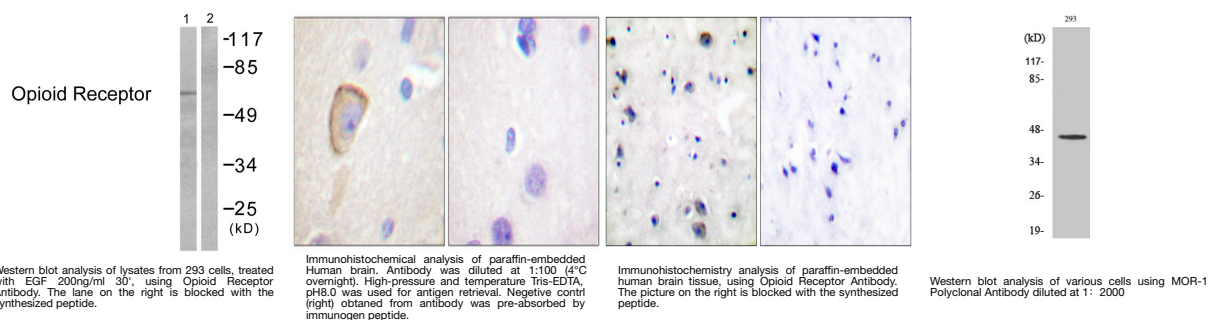 1 2
-117
-85
Opioid Receptor
-49
-34
-25
(kD)
Western blot analysis of lysates from 293 cells, treated
with EGF 200ng/ml 30', using Opioid Receptor
Antibody. The lane on the right is blocked with the
synthesized peptide.
Immunohistochemical analysis of paraffin-embedded
Human brain. Antibody was diluted at 1:100 (4°C
overnight). High-pressure and temperature Tris-EDTA,
pH8.0 was used for antigen retrieval. Negetive contrl
(right) obtaned from antibody was pre-absorbed by
immunogen peptide.
Immunohistochemistry analysis of paraffin-embedded
human brain tissue, using Opioid Receptor Antibody.
The picture on the right is blocked with the synthesized
peptide.
293
(kD)
117-
85-
48-
34-
26-
19-
Western blot analysis of various cells using MOR-1
Polyclonal Antibody diluted at 1：2000